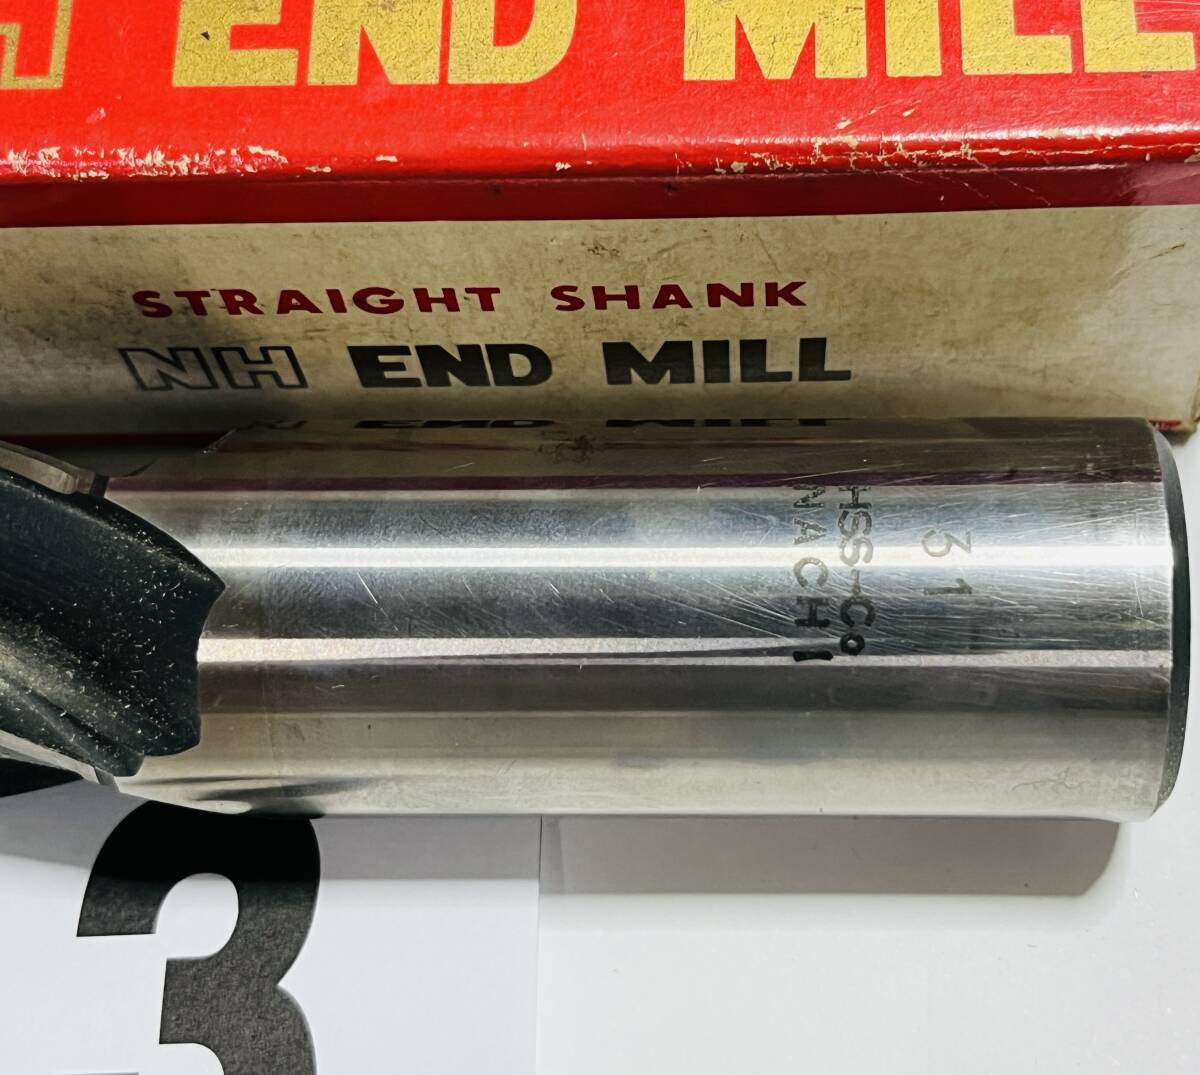 H END MILL
STRAIGHT SHANK
NH END MILL
31
HSS-Co
NACHI
3